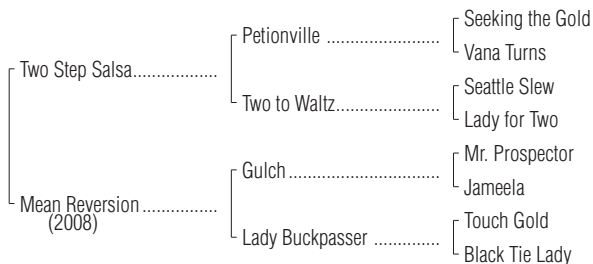 Seeking the Gold
Petionville ........................
Vana Turns
Two Step Salsa..................
Seattle Slew
Two to Waltz......................
Lady for Two
Mr. Prospector
Gulch ................................
Jameela
Mean Reversion ................
(2008)
Touch Gold
Lady Buckpasser ..............
Black Tie Lady